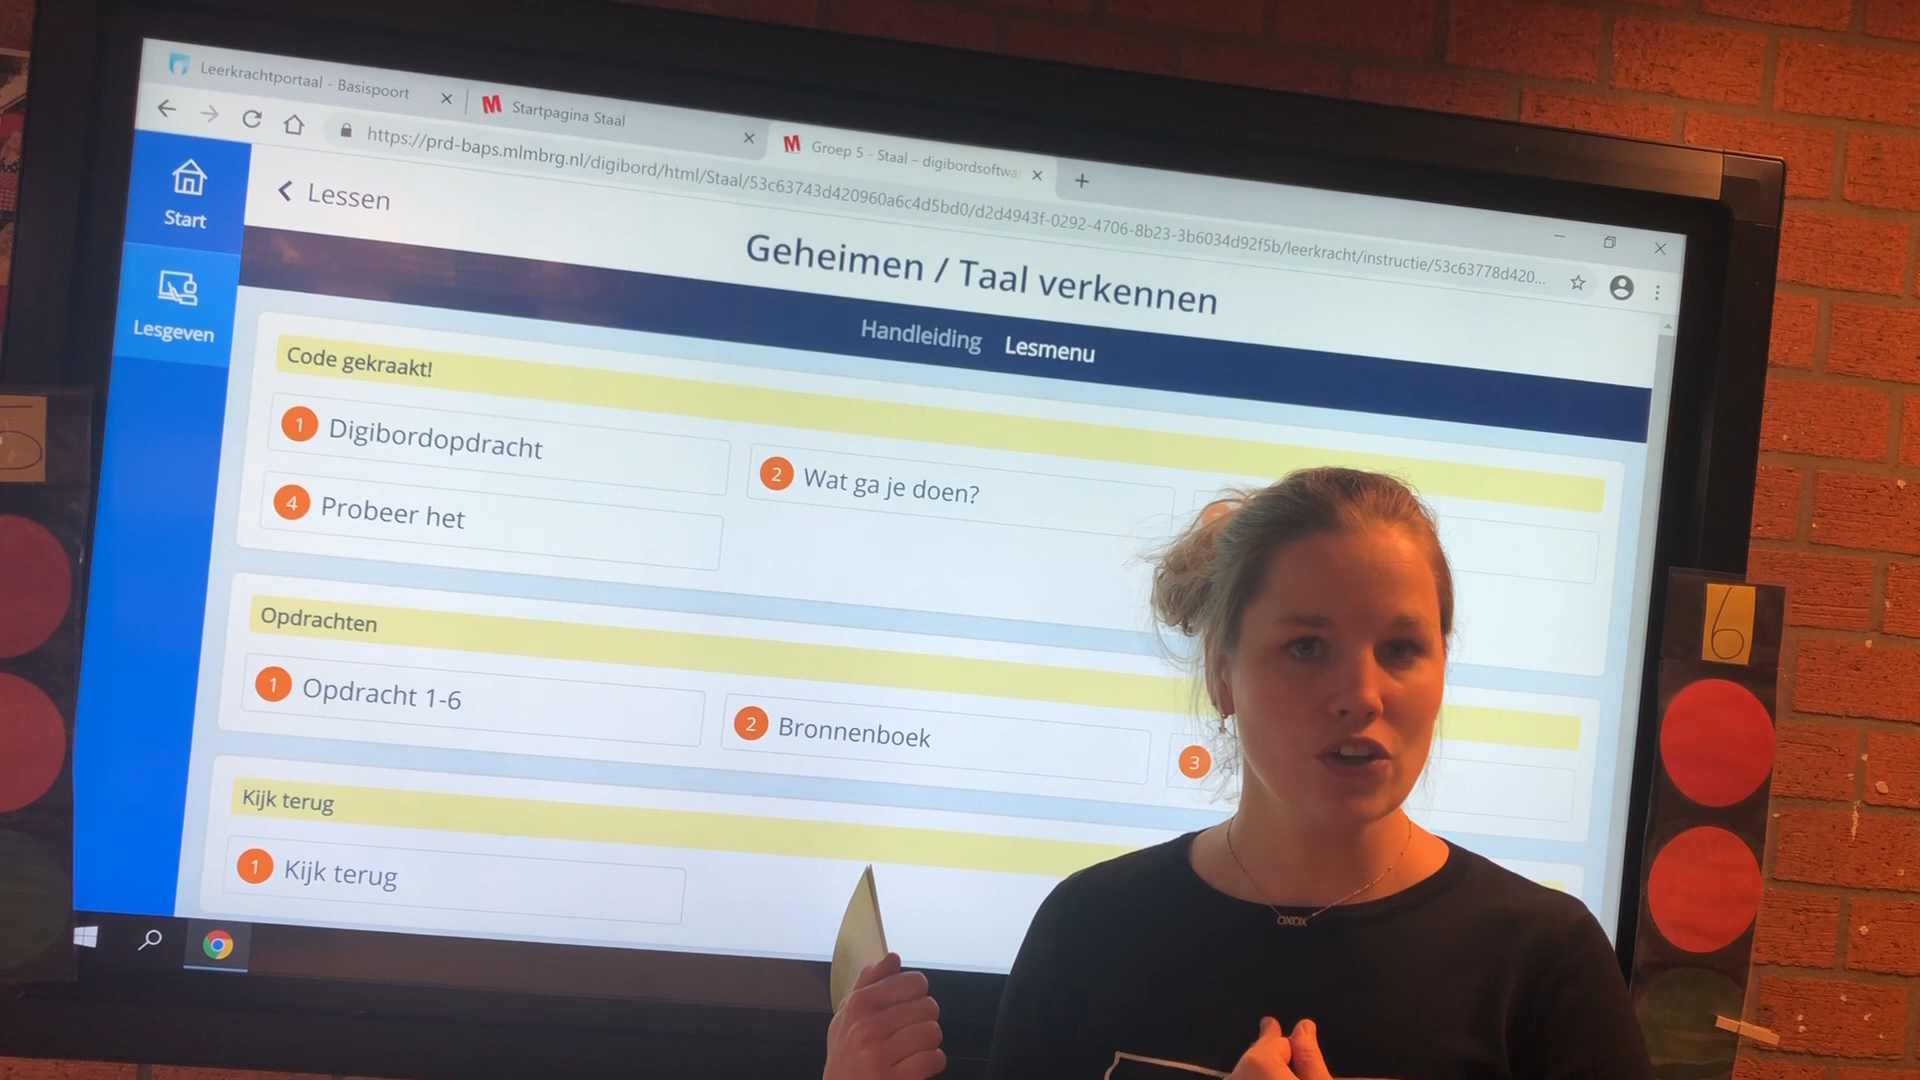 Leerkrachtportaal - Basispoort
Startpagina Staal
Groep 5 - Staal – digibordsoftwa
https://prd-baps.mlmbrg.nl/digibord/html/Staal/53c63743d420960a6c4d5bd0/d2d4943f-0292-4706-8b23-3b6034d92f5b/leerkracht/instructie/53c63778d420...
Start
Lesgeven
Lessen
Geheimen / Taal verkennen
Handleiding Lesmenu
Code gekraakt!
1 Digibordopdracht
2 Wat ga je doen?
4 Probeer het
Opdrachten
1 Opdracht 1-6
2 Bronnenboek
3
Kijk terug
1 Kijk terug
6
OXOX